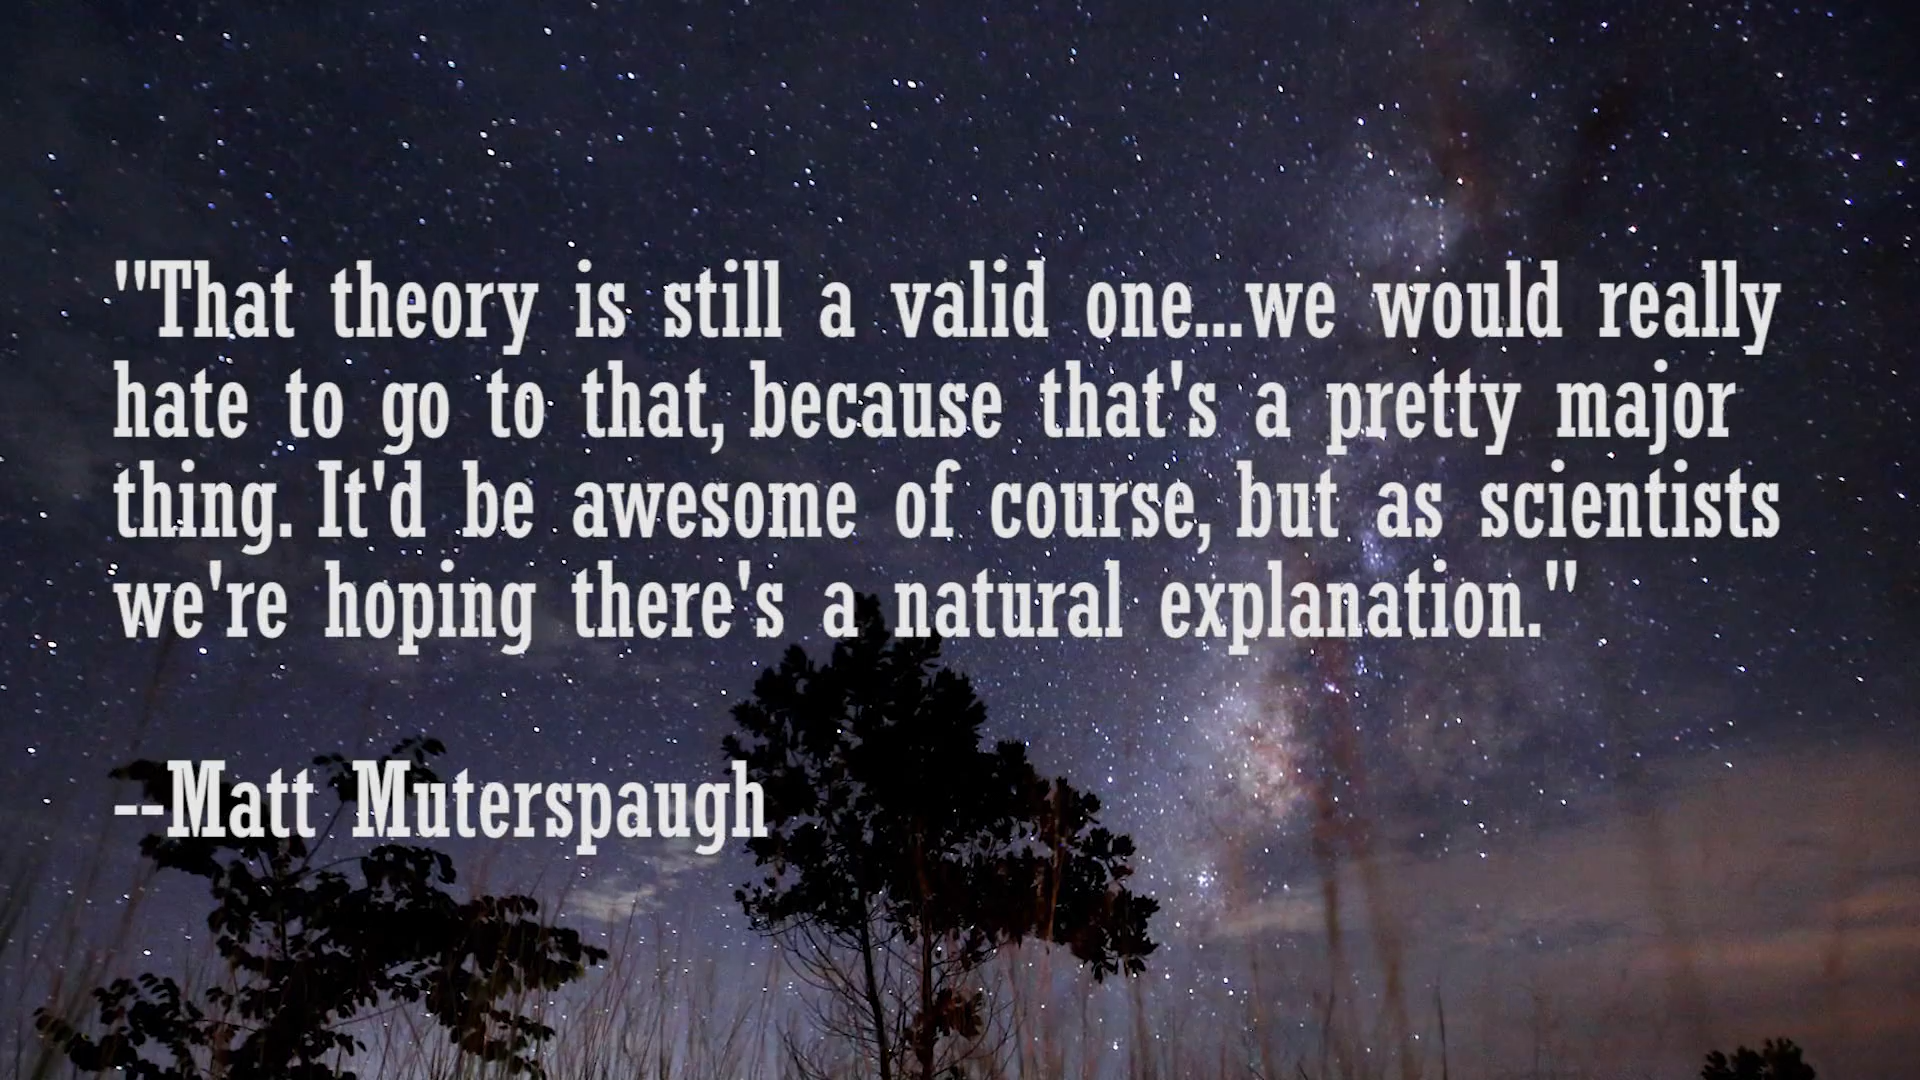 "That theory is still a valid one...we would really
hate to go to that, because that's a pretty major
thing. It'd be awesome of course, but as scientists
we're hoping there's a natural explanation."
--Matt Muterspaugh